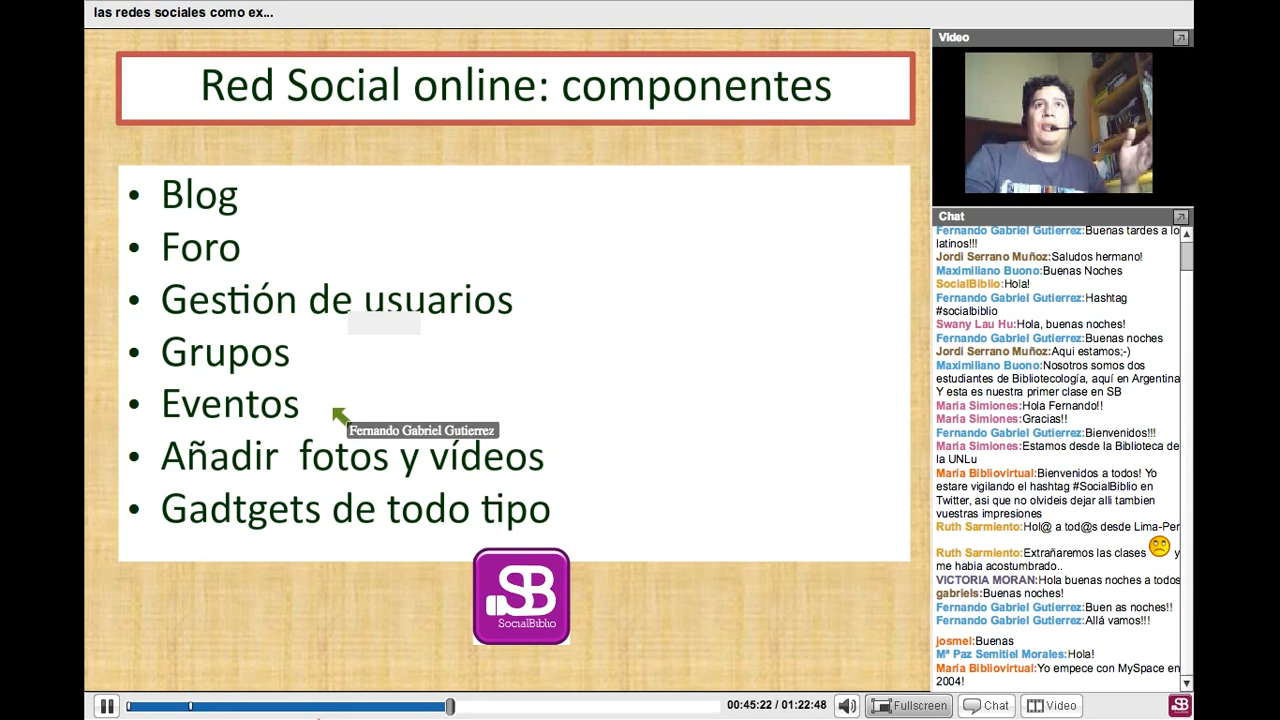 las redes sociales como ex...
Red Social online: componentes
• Blog
• Foro
• Gestión de usuarios
• Grupos
• Eventos
Fernando Gabriel Gutierrez
• Añadir  fotos y vídeos
• Gadtgets de todo tipo
SB
SocialBiblio
Video
Chat
Fernando Gabriel Gutierrez:Buenas tardes a lo
latinos!!!
Jordi Serrano Muñoz:Saludos hermano!
Maximiliano Buono:Buenas Noches
SocialBiblio:Hola!
Fernando Gabriel Gutierrez:Hashtag
#socialbiblio
Swany Lau Hu:Hola, buenas noches!
Fernando Gabriel Gutierrez:Buenas noches
Jordi Serrano Muñoz:Aqui estamos;-)
Maximiliano Buono:Nosotros somos dos
estudiantes de Bibliotecología, aquí en Argentina
Y esta es nuestra primer clase en SB
Maria Simiones:Hola Fernando!!
Maria Simiones:Gracias!!
Fernando Gabriel Gutierrez:Bienvenidos!!!
Maria Simiones:Estamos desde la Biblioteca de
la UNLu
María Bibliovirtual:Bienvenidos a todos! Yo
estare vigilando el hashtag #SocialBiblio en
Twitter, asi que no olvideis dejar alli tambien
vuestras impresiones
Ruth Sarmiento:Hol@ a tod@s desde Lima-Per
Ruth Sarmiento:Extrañaremos las clases y
me habia acostumbrado..
VICTORIA MORAN:Hola buenas noches a todos
gabriels:Buenas noches!
Fernando Gabriel Gutierrez:Buen as noches!!
Fernando Gabriel Gutierrez:Allá vamos!!!
josmel:Buenas
Mª Paz Semitiel Morales:Hola!
María Bibliovirtual:Yo empece con MySpace en
2004!
00:45:22 / 01:22:48
Fullscreen
Chat
Video
SB